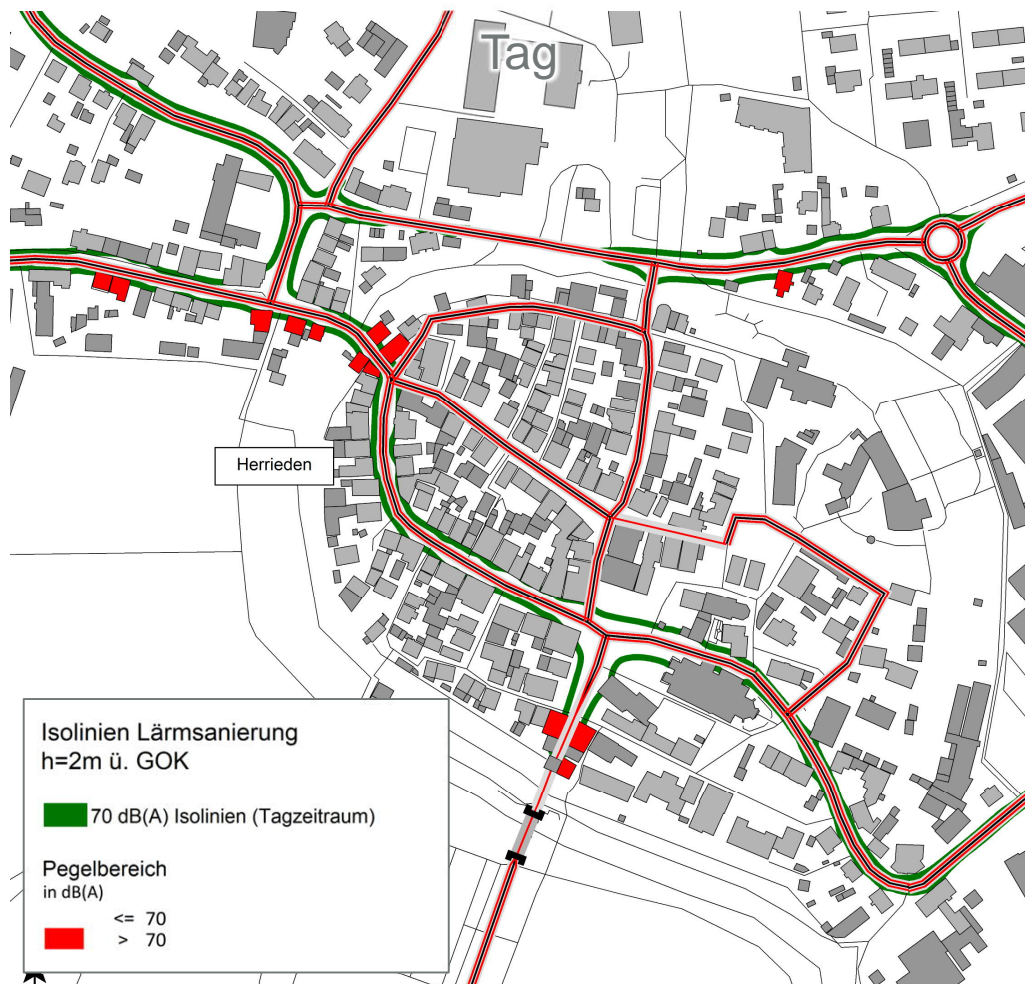 Tag
Herrieden
Isolinien Lärmsanierung
h=2m ü. GOK
70 dB(A) Isolinien (Tagzeitraum)
Pegelbereich
in dB(A)
<= 70
> 70